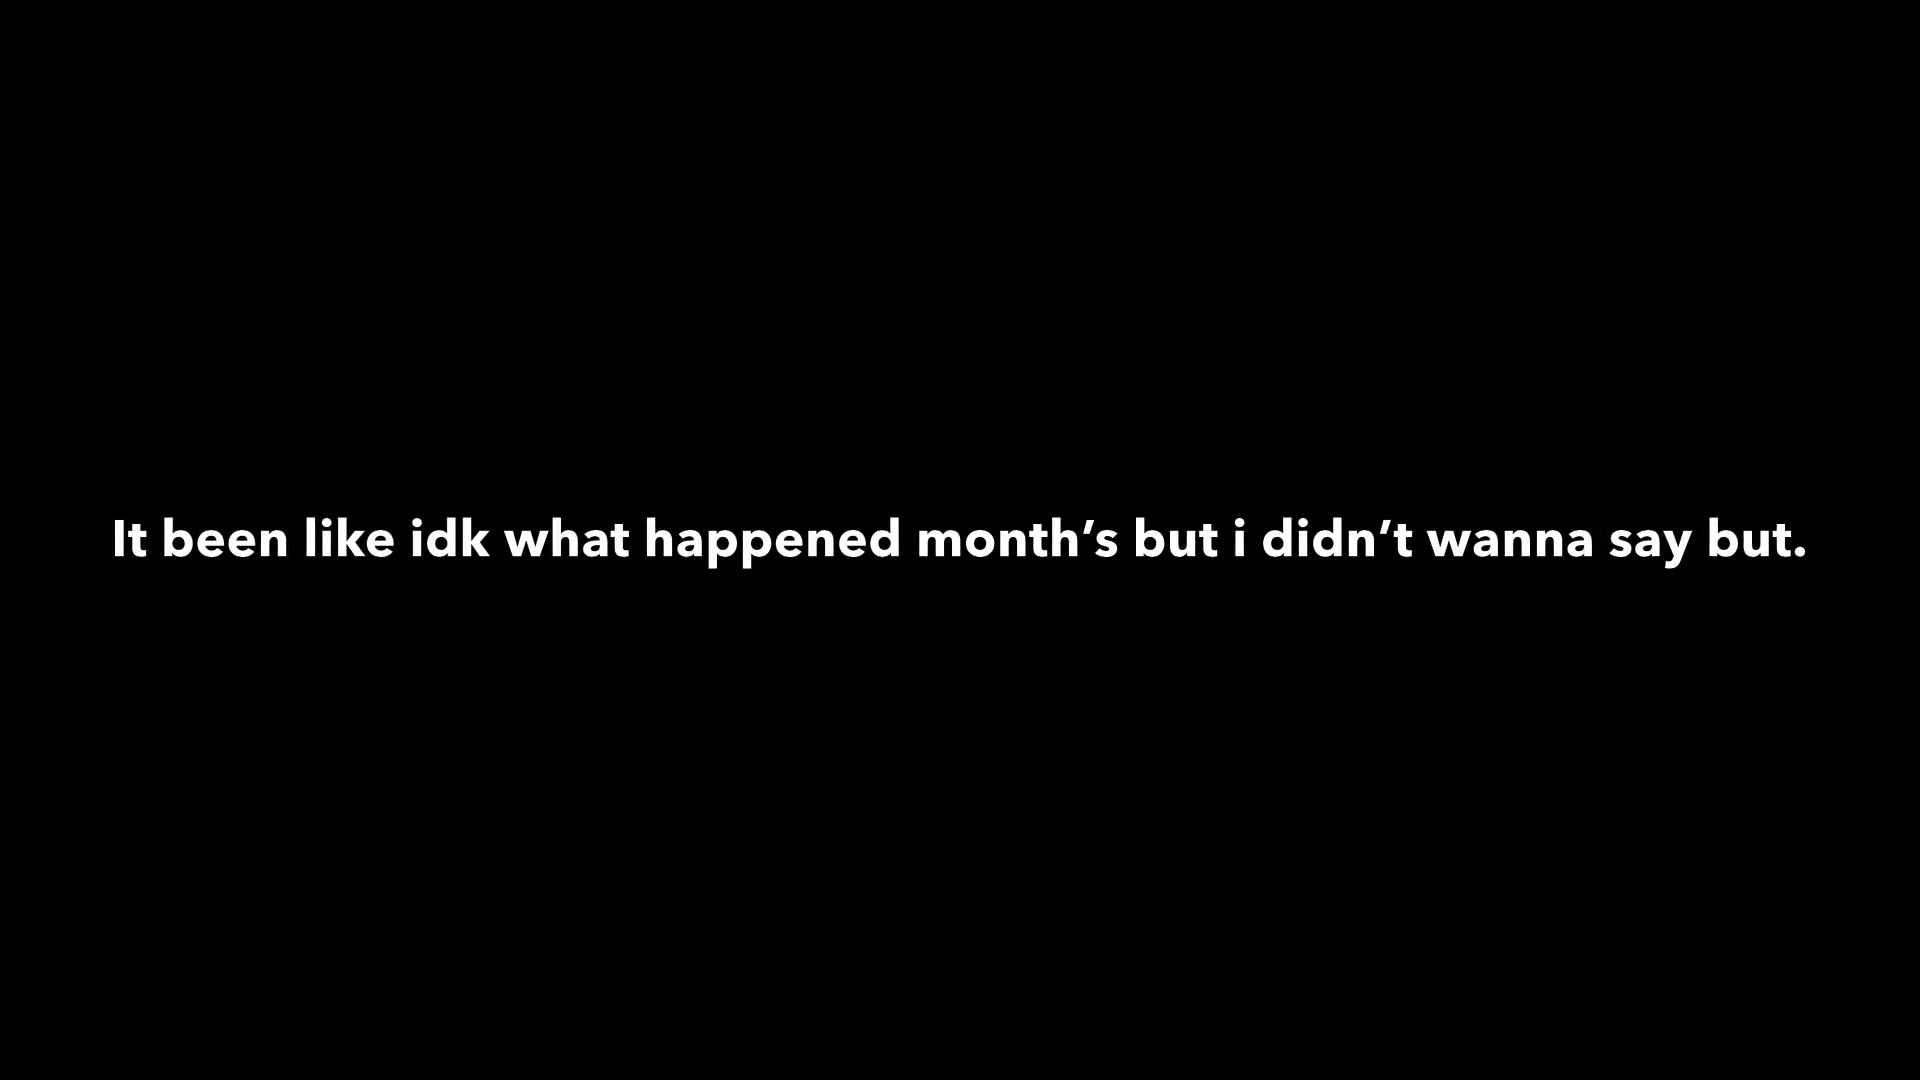 It been like idk what happened month’s but i didn’t wanna say but.